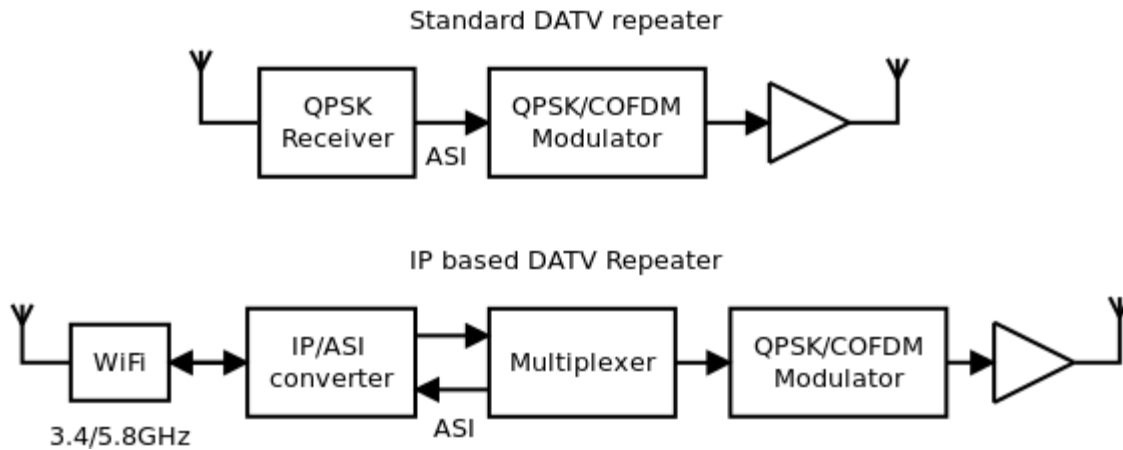 Standard DATV repeater
QPSK
Receiver
ASI
QPSK/COFDM
Modulator
IP based DATV Repeater
WiFi
3.4/5.8GHz
IP/ASI
converter
ASI
Multiplexer
QPSK/COFDM
Modulator